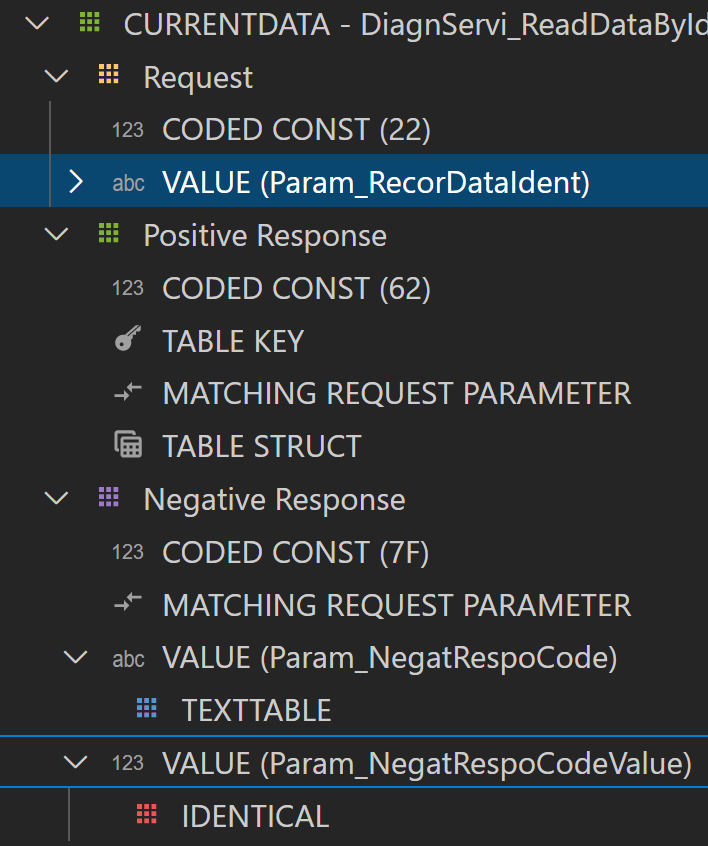 CURRENTDATA - DiagnServi_ReadDataById
Request
123 CODED CONST (22)
abc VALUE (Param_RecorDataIdent)
Positive Response
123 CODED CONST (62)
TABLE KEY
MATCHING REQUEST PARAMETER
TABLE STRUCT
Negative Response
123 CODED CONST (7F)
MATCHING REQUEST PARAMETER
abc VALUE (Param_NegatRespoCode)
TEXTTABLE
123 VALUE (Param_NegatRespoCodeValue)
IDENTICAL